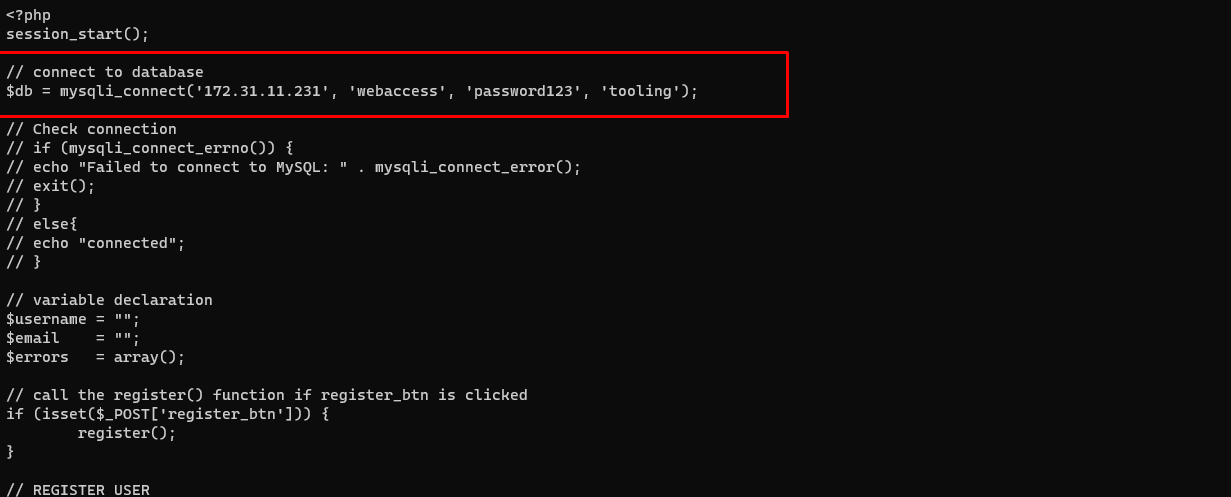 <?php
session_start();
// connect to database
$db = mysqli_connect('172.31.11.231', 'webaccess', 'password123', 'tooling');
// Check connection
// if (mysqli_connect_errno()) {
// echo "Failed to connect to MySQL: " . mysqli_connect_error();
// exit();
// }
// else{
// echo "connected";
// }
// variable declaration
$username = "";
$email    = "";
$errors   = array();
// call the register() function if register_btn is clicked
if (isset($_POST['register_btn'])) {
        register();
}
// REGISTER USER